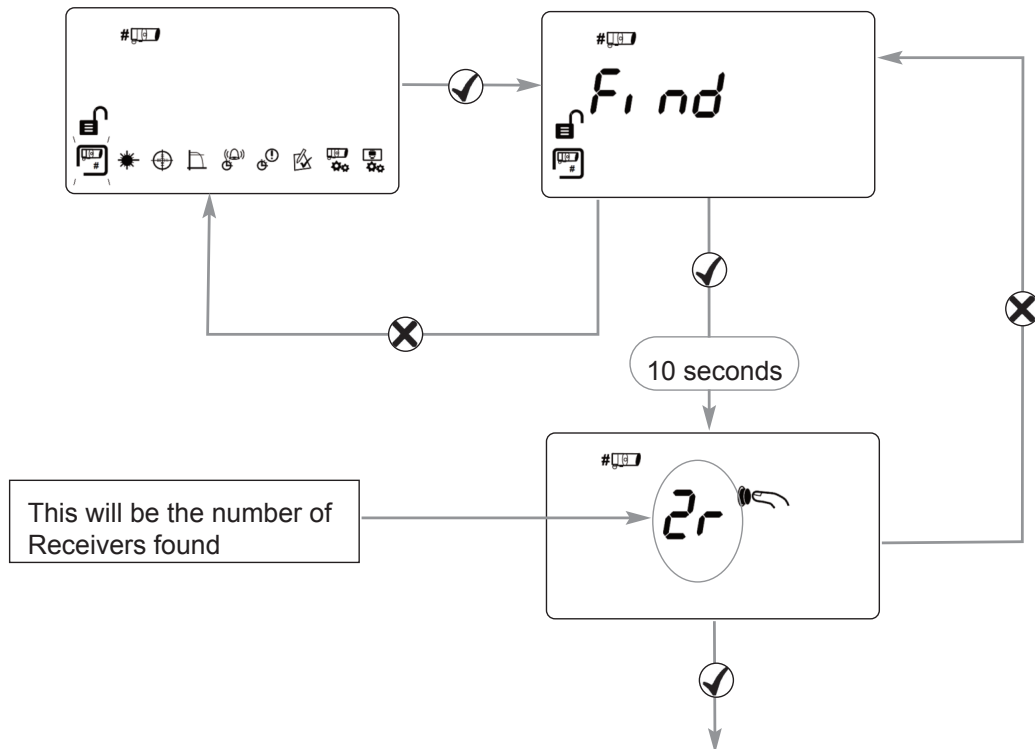 #
#
Find
#
#
10 seconds
#
2r
This will be the number of
Receivers found